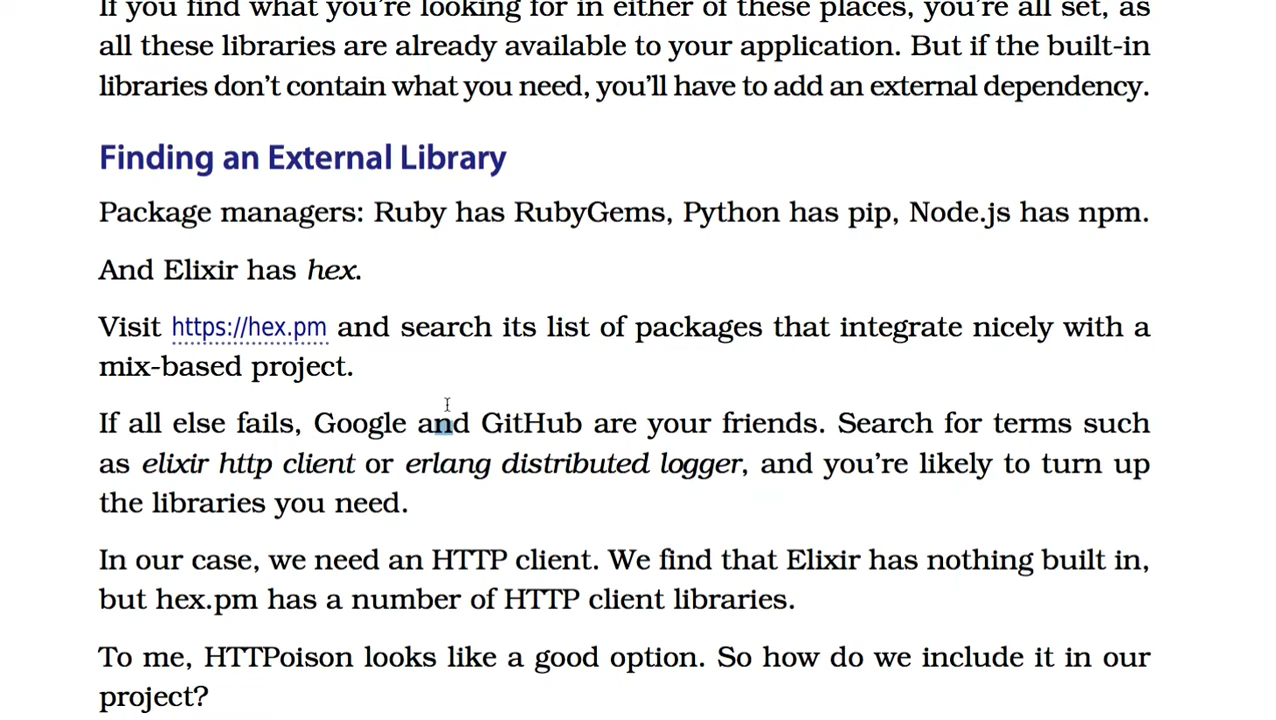 If you find what you’re looking for in either of these places, you’re all set, as
all these libraries are already available to your application. But if the built-in
libraries don’t contain what you need, you’ll have to add an external dependency.
Finding an External Library
Package managers: Ruby has RubyGems, Python has pip, Node.js has npm.
And Elixir has hex.
Visit https://hex.pm and search its list of packages that integrate nicely with a
mix-based project.
If all else fails, Google and GitHub are your friends. Search for terms such
as elixir http client or erlang distributed logger, and you’re likely to turn up
the libraries you need.
In our case, we need an HTTP client. We find that Elixir has nothing built in,
but hex.pm has a number of HTTP client libraries.
To me, HTTPoison looks like a good option. So how do we include it in our
project?